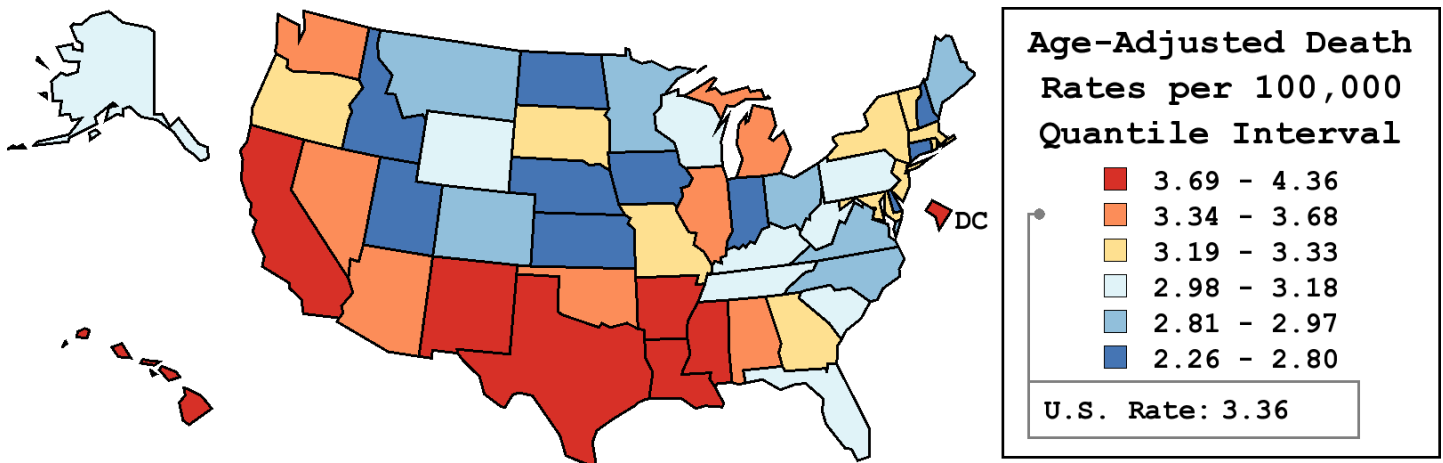 Age-Adjusted Death
Rates per 100,000
Quantile Interval
3.69 - 4.36
3.34 - 3.68
3.19 - 3.33
2.98 - 3.18
2.81 - 2.97
2.26 - 2.80
U.S. Rate: 3.36
DC